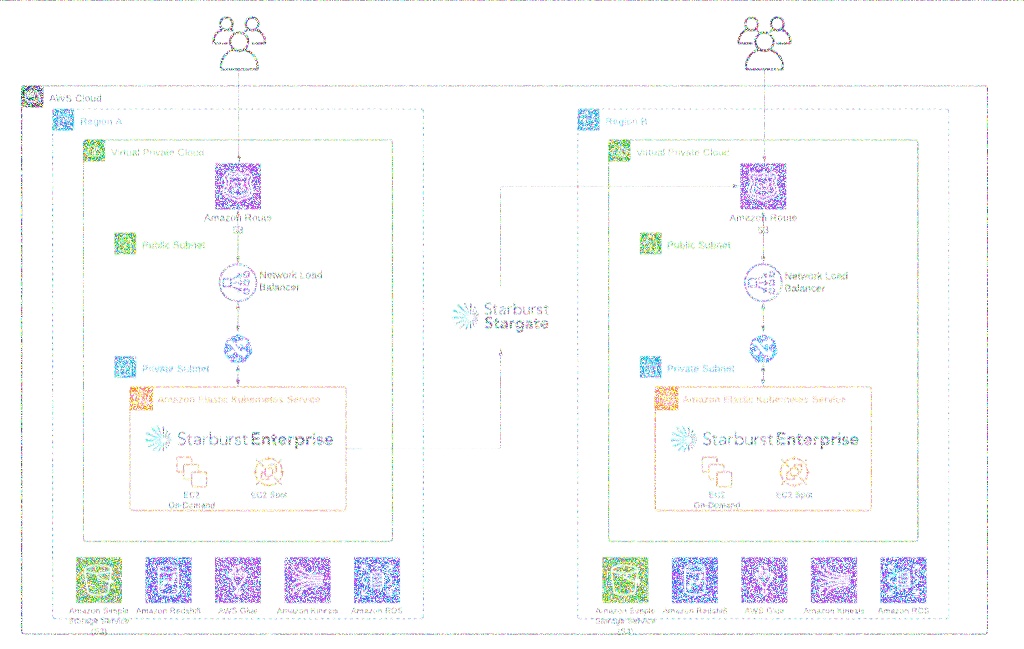 AWS Cloud
Region A
Virtual Private Cloud
Amazon Route
53
Public Subnet
Network Load
Balancer
Private Subnet
Amazon Elastic Kubernetes Service
Starburst Enterprise
EC2
On-Demand
EC2 Spot
Amazon Simple
Storage Service
(S3)
Amazon Redshift
AWS Glue
Amazon Kinesis
Amazon RDS
Starburst
Stargate
Region B
Virtual Private Cloud
Amazon Route
53
Public Subnet
Network Load
Balancer
Private Subnet
Amazon Elastic Kubernetes Service
Starburst Enterprise
EC2
On-Demand
EC2 Spot
Amazon Simple
Storage Service
(S3)
Amazon Redshift
AWS Glue
Amazon Kinesis
Amazon RDS